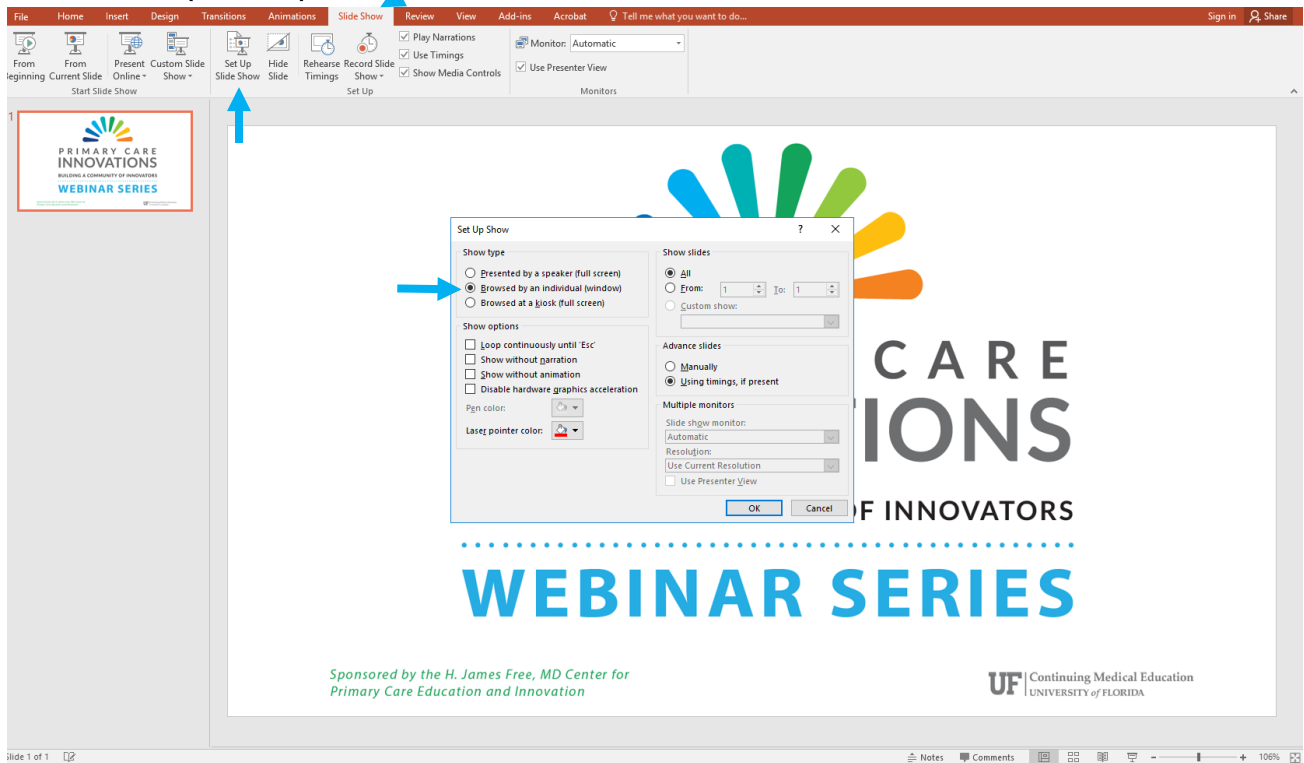 File Home Insert Design Transitions Animations Slide Show Review View Add-ins Acrobat Tell me what you want to do... Sign in Share
From Beginning
From Current Slide
Present Online
Custom Slide Show
Start Slide Show
Set Up Slide Show
Hide Slide
Rehearse Timings
Record Slide Show
Play Narrations
Use Timings
Show Media Controls
Set Up
Monitor: Automatic
Use Presenter View
Monitors
1
PRIMARY CARE
INNOVATIONS
BUILDING A COMMUNITY OF INNOVATORS
WEBINAR SERIES
Set Up Show ?
Show type
Presented by a speaker (full screen)
Browsed by an individual (window)
Browsed at a kiosk (full screen)
Show options
Loop continuously until 'Esc'
Show without narration
Show without animation
Disable hardware graphics acceleration
Pen color:
Laser pointer color:
Show slides
All
From: 1 To: 1
Custom show:
Advance slides
Manually
Using timings, if present
Multiple monitors
Slide show monitor:
Automatic
Resolution:
Use Current Resolution
Use Presenter View
OK Cancel
CARE
IONS
F INNOVATORS
WEBINAR SERIES
Sponsored by the H. James Free, MD Center for
Primary Care Education and Innovation
UF Continuing Medical Education
UNIVERSITY of FLORIDA
Slide 1 of 1 Notes Comments 106%